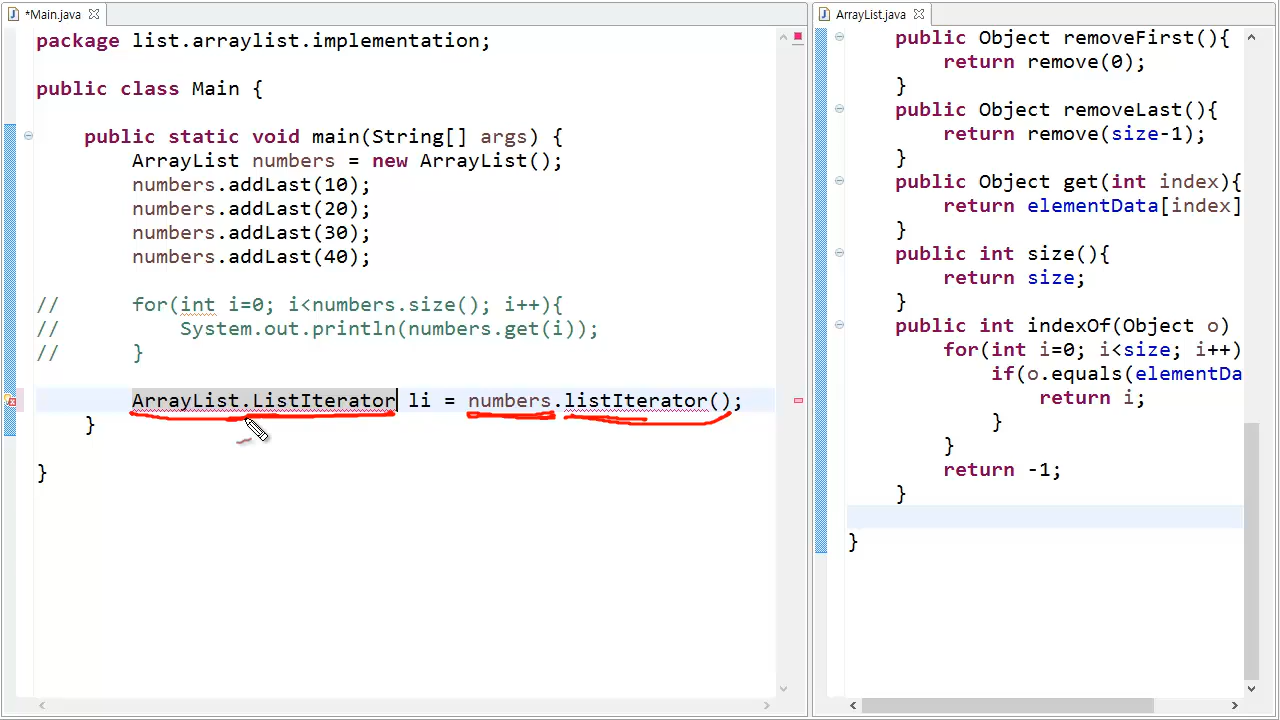 *Main.java
package list.arraylist.implementation;
public class Main {
public static void main(String[] args) {
ArrayList numbers = new ArrayList();
numbers.addLast(10);
numbers.addLast(20);
numbers.addLast(30);
numbers.addLast(40);
// for(int i=0; i<numbers.size(); i++){
// System.out.println(numbers.get(i));
// }
ArrayList.ListIterator li = numbers.listIterator();
}
}
ArrayList.java
public Object removeFirst(){
return remove(0);
}
public Object removeLast(){
return remove(size-1);
}
public Object get(int index){
return elementData[index]
}
public int size(){
return size;
}
public int indexOf(Object o)
for(int i=0; i<size; i++)
if(o.equals(elementDa
return i;
}
}
return -1;
}
}